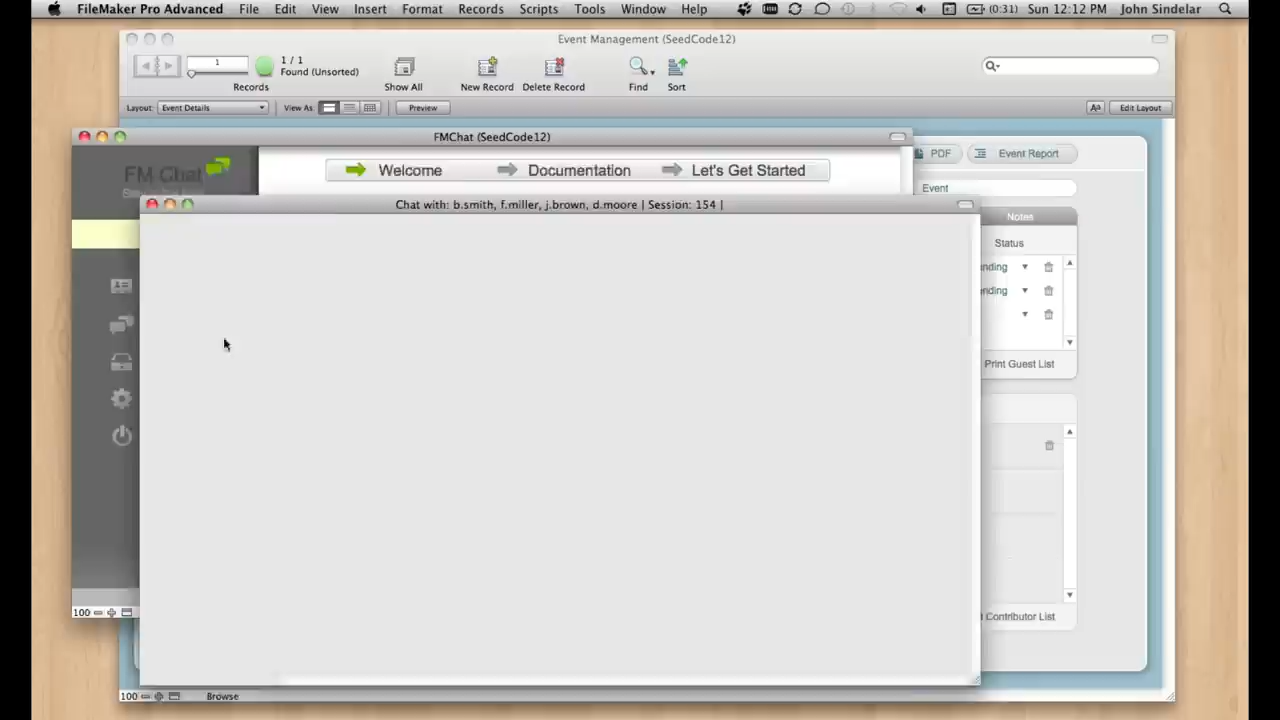 FileMaker Pro Advanced File Edit View Insert Format Records Scripts Tools Window Help (0:31) Sun 12:12 PM John Sindelar
Event Management (SeedCode12)
1
1 / 1
Found (Unsorted)
Records Show All New Record Delete Record Find Sort
Layout: Event Details View As: Preview Aa Edit Layout
FMChat (SeedCode12)
PDF Event Report
FM Chat
Welcome Documentation Let's Get Started
Event
Chat with: b.smith, f.miller, j.brown, d.moore | Session: 154 |
Notes
Status
nding
nding
Print Guest List
100
Contributor List
100 Browse